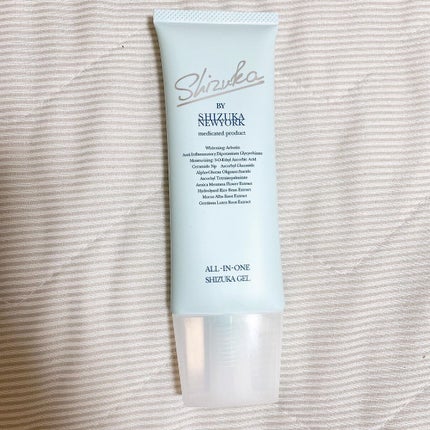 Shizuka
BY
SHIZUKA
NEWYORK
medicated product
Whitening: Arbutin
Anti-Inflammatory: Dipotassium Glycyrrhizate
Moisturizing: 3-O-Ethyl Ascorbic Acid
Ceramide Np Ascorbyl Glucoside
Alpha-Glucan Oligosaccharide
Ascorbyl Tetraisopalmitate
Arnica Montana Flower Extract
Hydrolyzed Rice Bran Extract
Morus Alba Root Extract
Gentiana Lutea Root Extract
ALL-IN-ONE
SHIZUKA GEL